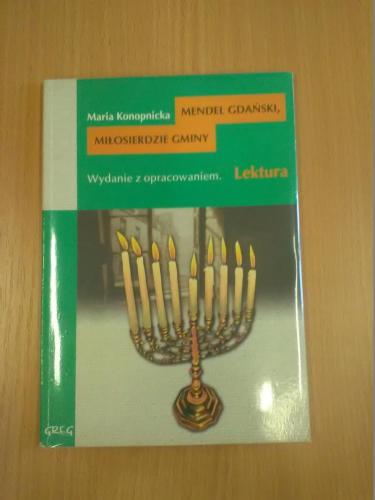 Maria Konopnicka MENDEL GDAŃSKI,
MIŁOSIERDZIE GMINY
Wydanie z opracowaniem. Lektura
GREG